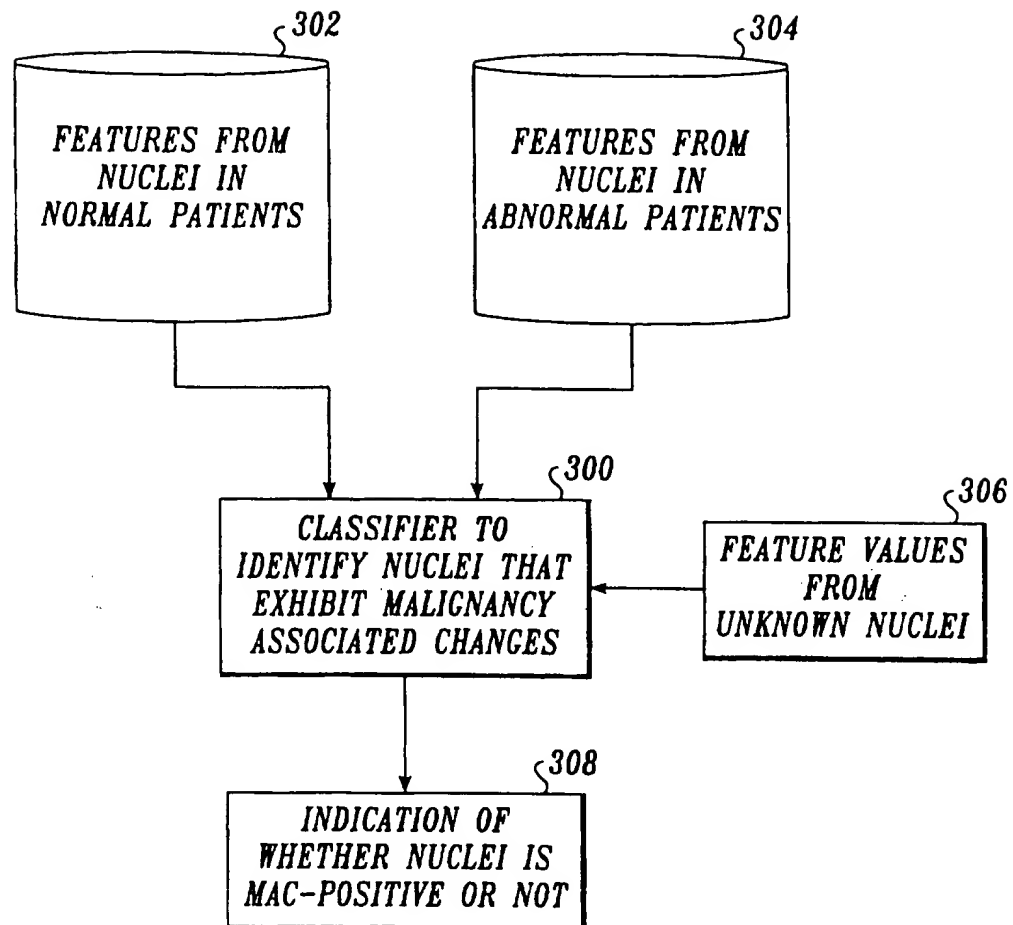 302
FEATURES FROM
NUCLEI IN
NORMAL PATIENTS
304
FEATURES FROM
NUCLEI IN
ABNORMAL PATIENTS
300
CLASSIFIER TO
IDENTIFY NUCLEI THAT
EXHIBIT MALIGNANCY
ASSOCIATED CHANGES
306
FEATURE VALUES
FROM
UNKNOWN NUCLEI
308
INDICATION OF
WHETHER NUCLEI IS
MAC-POSITIVE OR NOT